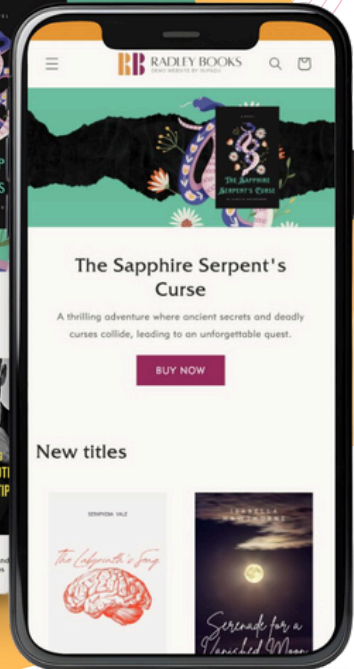 RADLEY BOOKS
DEMO WEBSITE BY SUPADU
THE SAPPHIRE
SERPENT'S CURSE
The Sapphire Serpent's
Curse
A thrilling adventure where ancient secrets and deadly
curses collide, leading to an unforgettable quest.
BUY NOW
New titles
SERAPHINA VALE
The Labyrinth's Song
ISABELLA
HAWTHORNE
Serenade for a
Vanished Moon